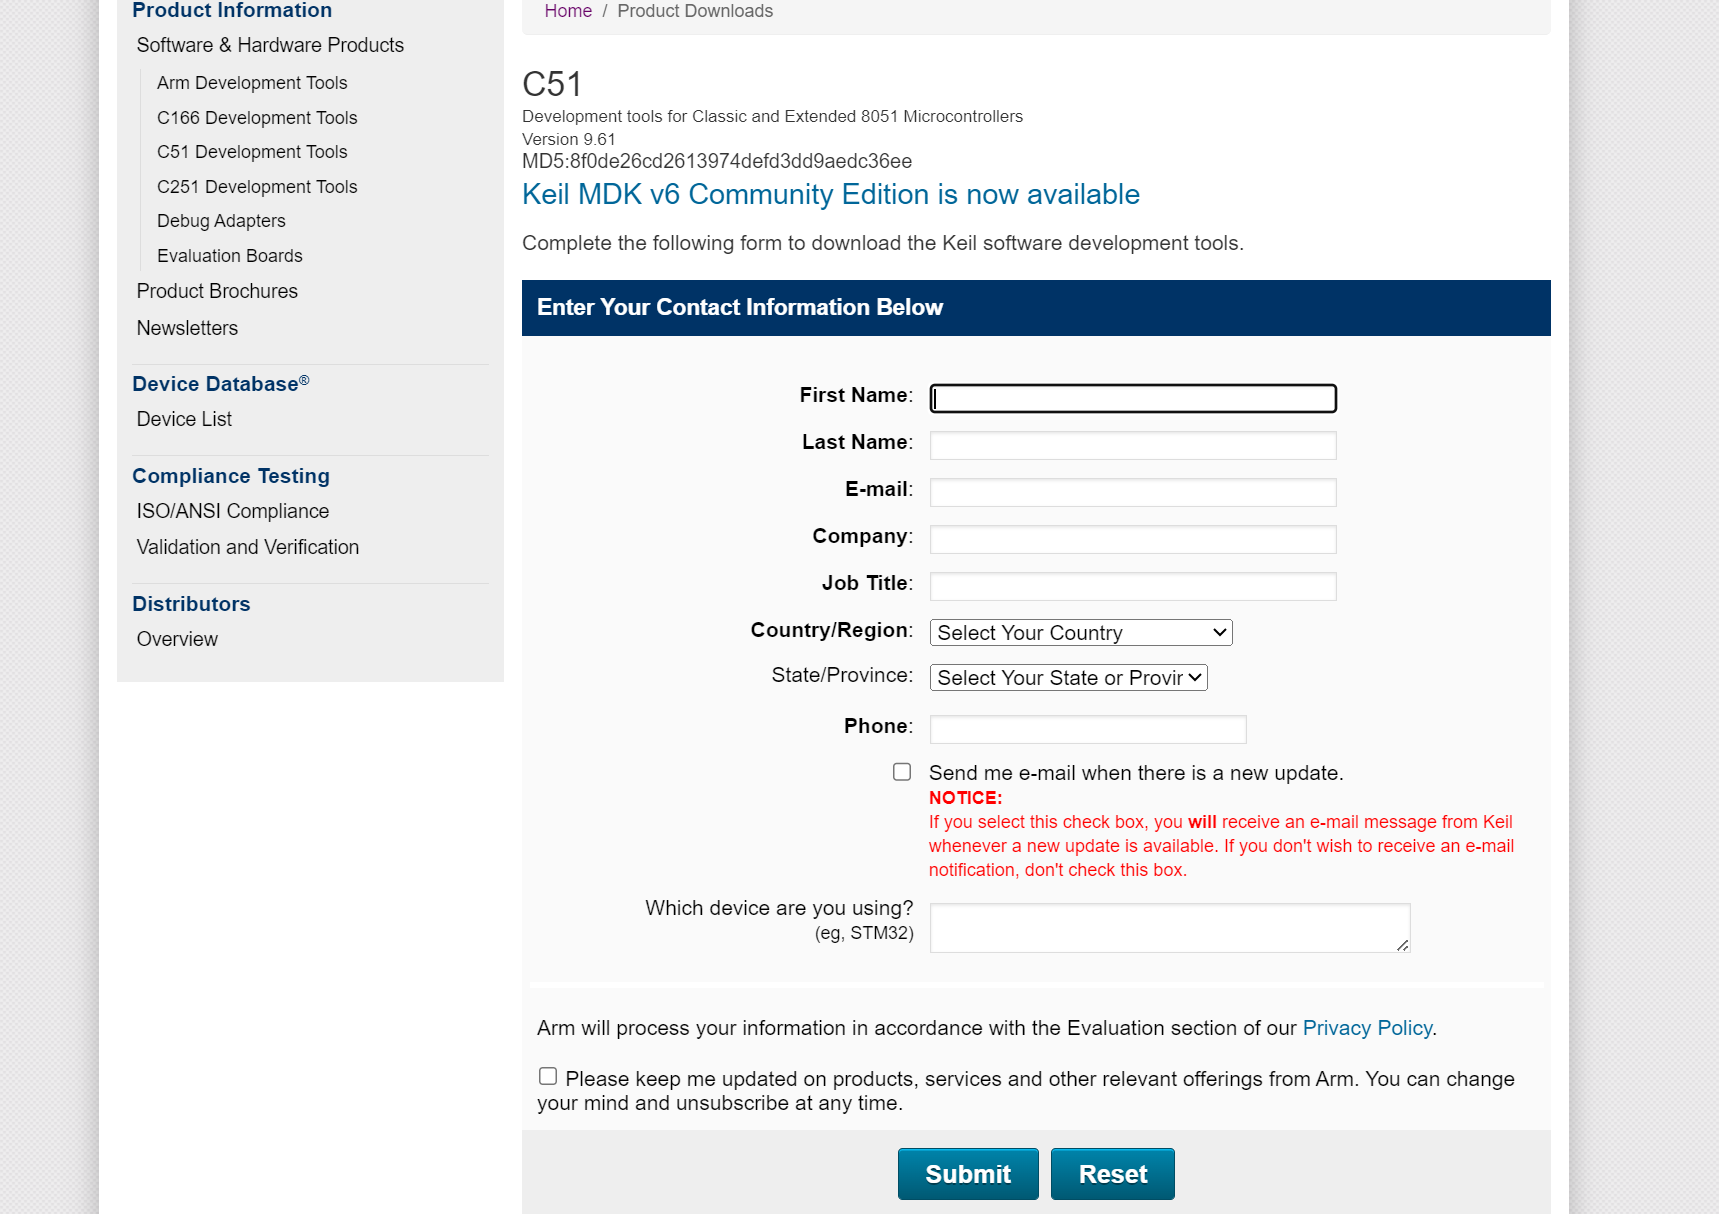 Product Information
Software & Hardware Products
Arm Development Tools
C166 Development Tools
C51 Development Tools
C251 Development Tools
Debug Adapters
Evaluation Boards
Product Brochures
Newsletters
Device Database®
Device List
Compliance Testing
ISO/ANSI Compliance
Validation and Verification
Distributors
Overview
Home / Product Downloads
C51
Development tools for Classic and Extended 8051 Microcontrollers
Version 9.61
MD5:8f0de26cd2613974defd3dd9aedc36ee
Keil MDK v6 Community Edition is now available
Complete the following form to download the Keil software development tools.
Enter Your Contact Information Below
First Name:
Last Name:
E-mail:
Company:
Job Title:
Country/Region: Select Your Country
State/Province: Select Your State or Provir
Phone:
Send me e-mail when there is a new update.
NOTICE:
If you select this check box, you will receive an e-mail message from Keil
whenever a new update is available. If you don't wish to receive an e-mail
notification, don't check this box.
Which device are you using?
(eg, STM32)
Arm will process your information in accordance with the Evaluation section of our Privacy Policy.
Please keep me updated on products, services and other relevant offerings from Arm. You can change
your mind and unsubscribe at any time.
Submit Reset